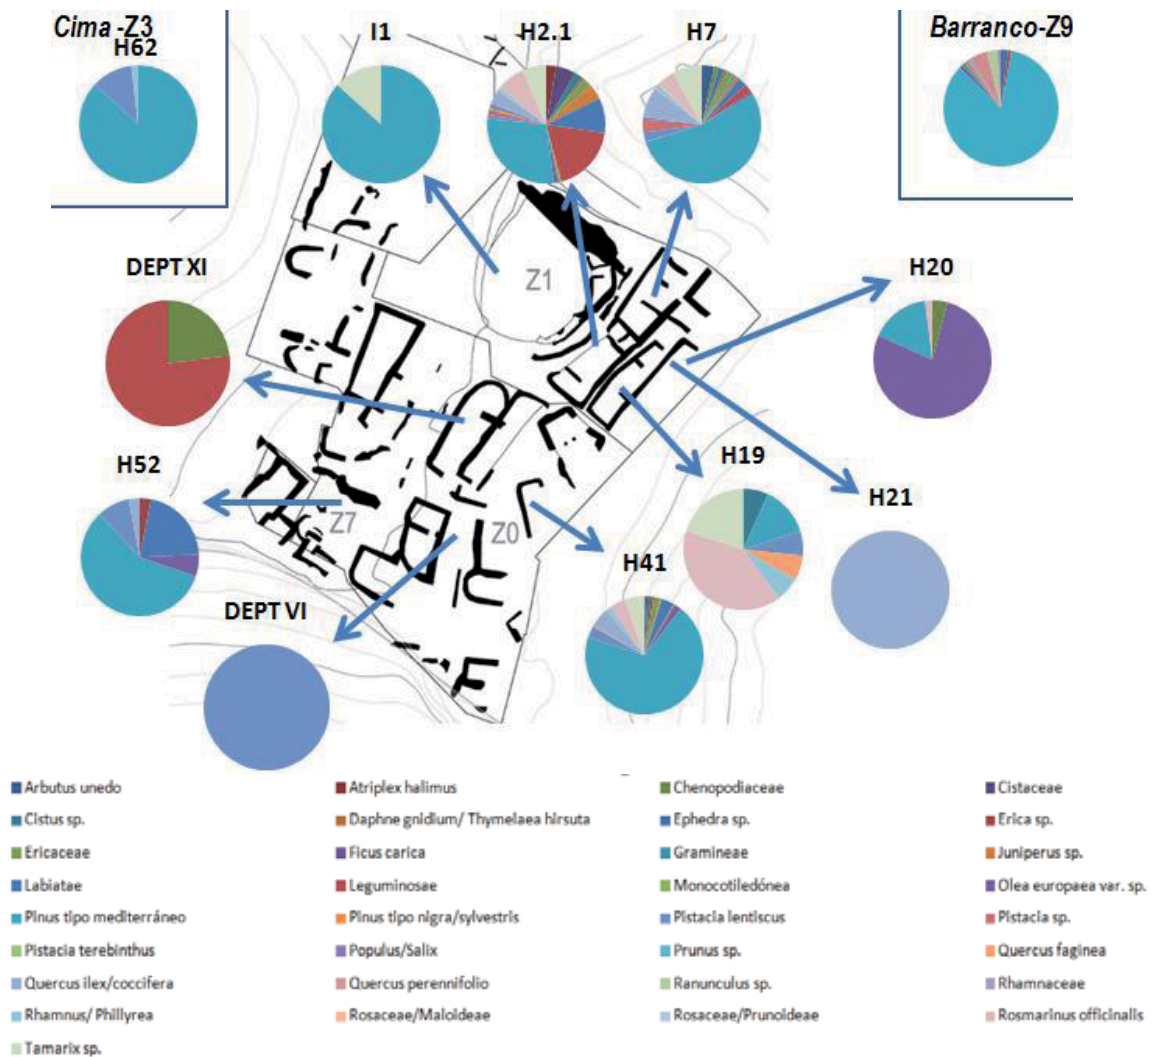 Cima -Z3
H62
I1
H2.1
H7
Barranco-Z9
Z1
DEPT XI
H20
H52
H19
H21
Z7
Z0
H41
DEPT VI
Arbutus unedo
Atriplex halimus
Chenopodiaceae
Cistaceae
Cistus sp.
Daphne gnidium/ Thymelaea hirsuta
Ephedra sp.
Erica sp.
Ericaceae
Ficus carica
Gramineae
Juniperus sp.
Labiatae
Leguminosae
Monocotiledónea
Olea europaea var. sp.
Pinus tipo mediterráneo
Pinus tipo nigra/sylvestris
Pistacia lentiscus
Pistacia sp.
Pistacia terebinthus
Populus/Salix
Prunus sp.
Quercus faginea
Quercus ilex/coccifera
Quercus perennifolio
Ranunculus sp.
Rhamnaceae
Rhamnus/ Phillyrea
Rosaceae/Maloideae
Rosaceae/Prunoideae
Rosmarinus officinalis
Tamarix sp.